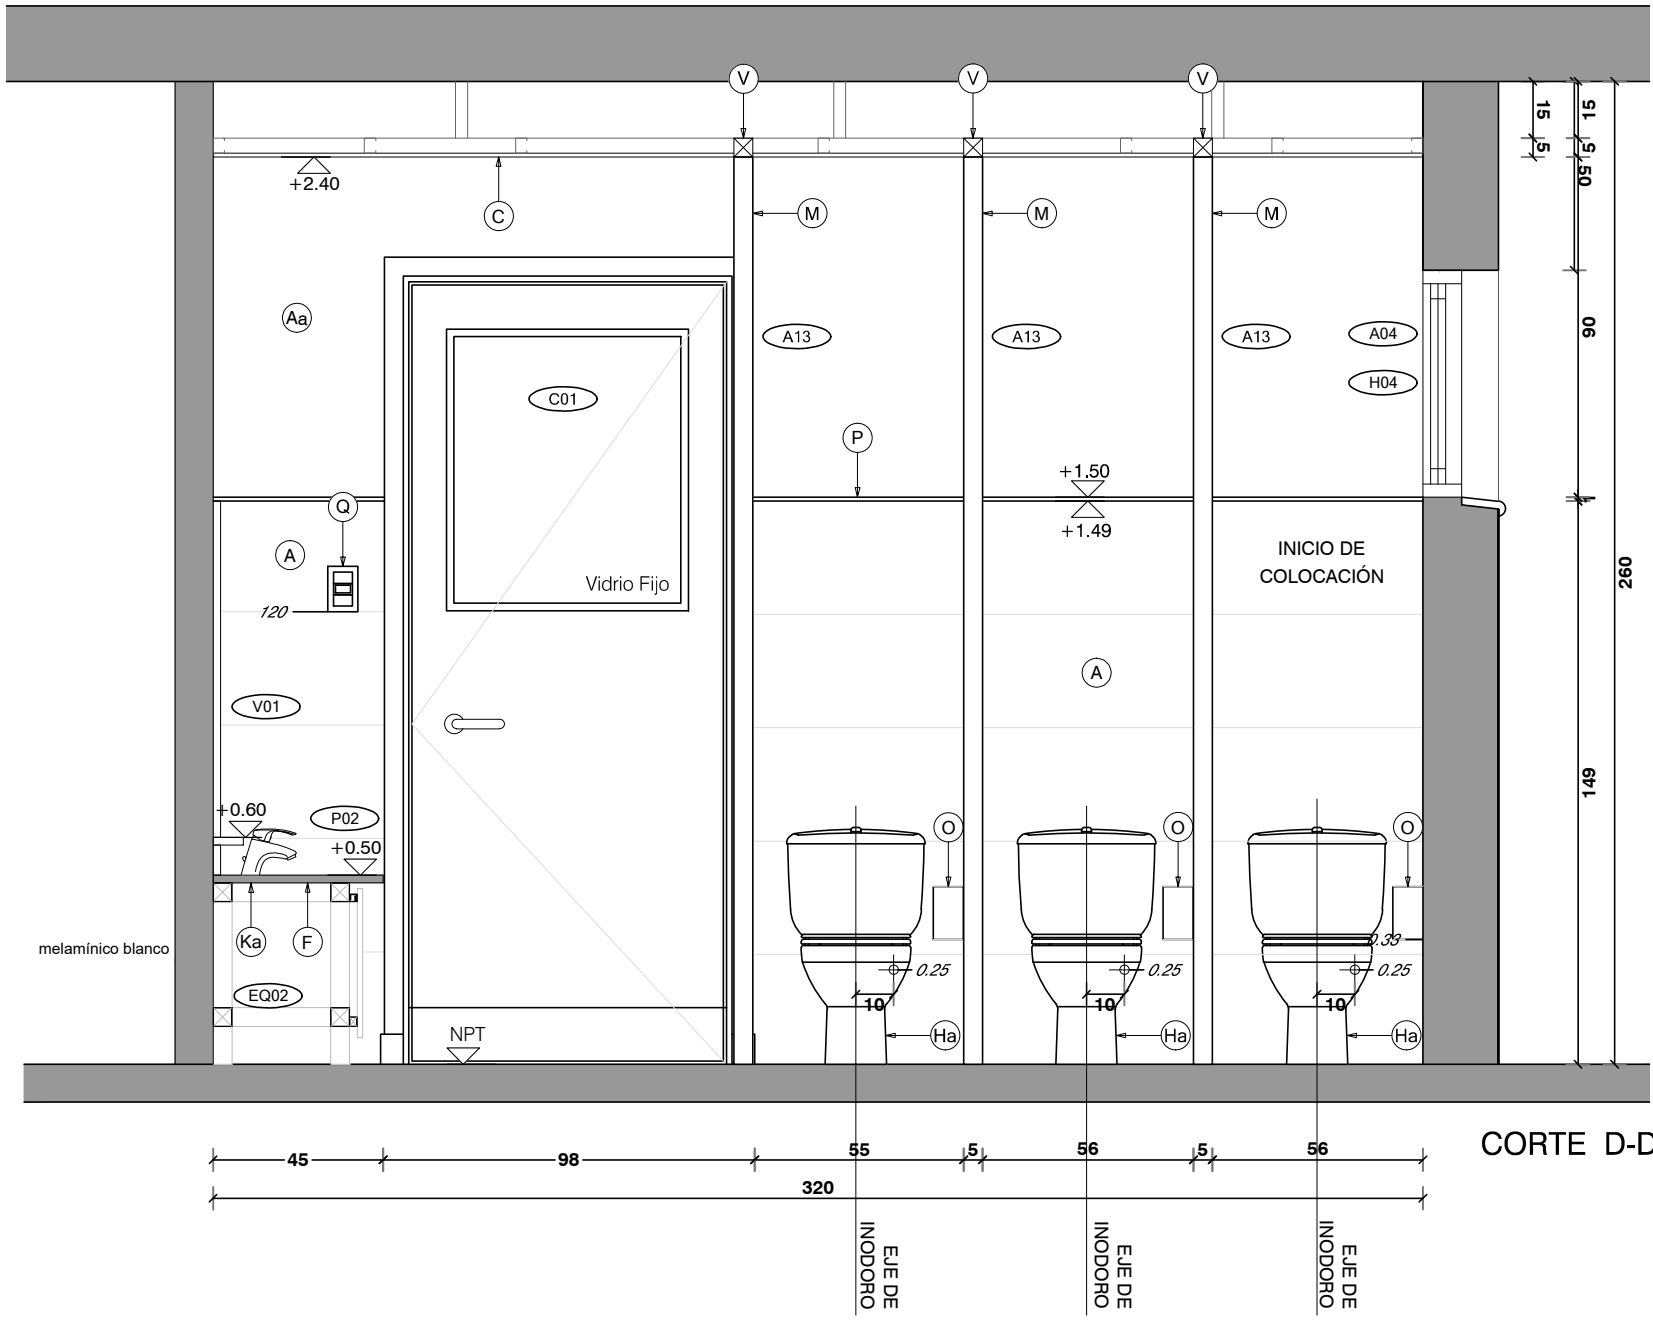 V V V
15 15
5 5
50
+2.40
C M M M
Aa
A13 A13 A13 A04
90
H04
C01
P
+1.50
Q
1
+1.49
A
INICIO DE
COLOCACIÓN
Vidrio Fijo
260
120
A
V01
149
+0.60
P02
O O O
+0.50
Ka F
0.33
melamínico blanco
0.25 0.25 0.25
EQ02
10 10 10
NPT
Ha Ha Ha
CORTE D-D
45 98 55 5 56 5 56
320
EJE DE
INODORO
EJE DE
INODORO
EJE DE
INODORO